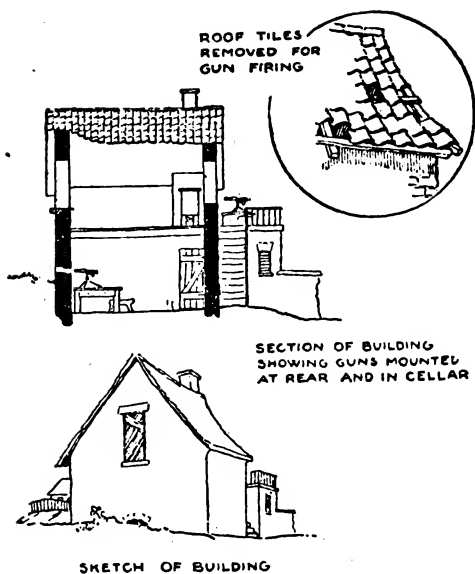 ROOF TILES
REMOVED FOR
GUN FIRING
SECTION OF BUILDING
SHOWING GUNS MOUNTED
AT REAR AND IN CELLAR
SKETCH OF BUILDING